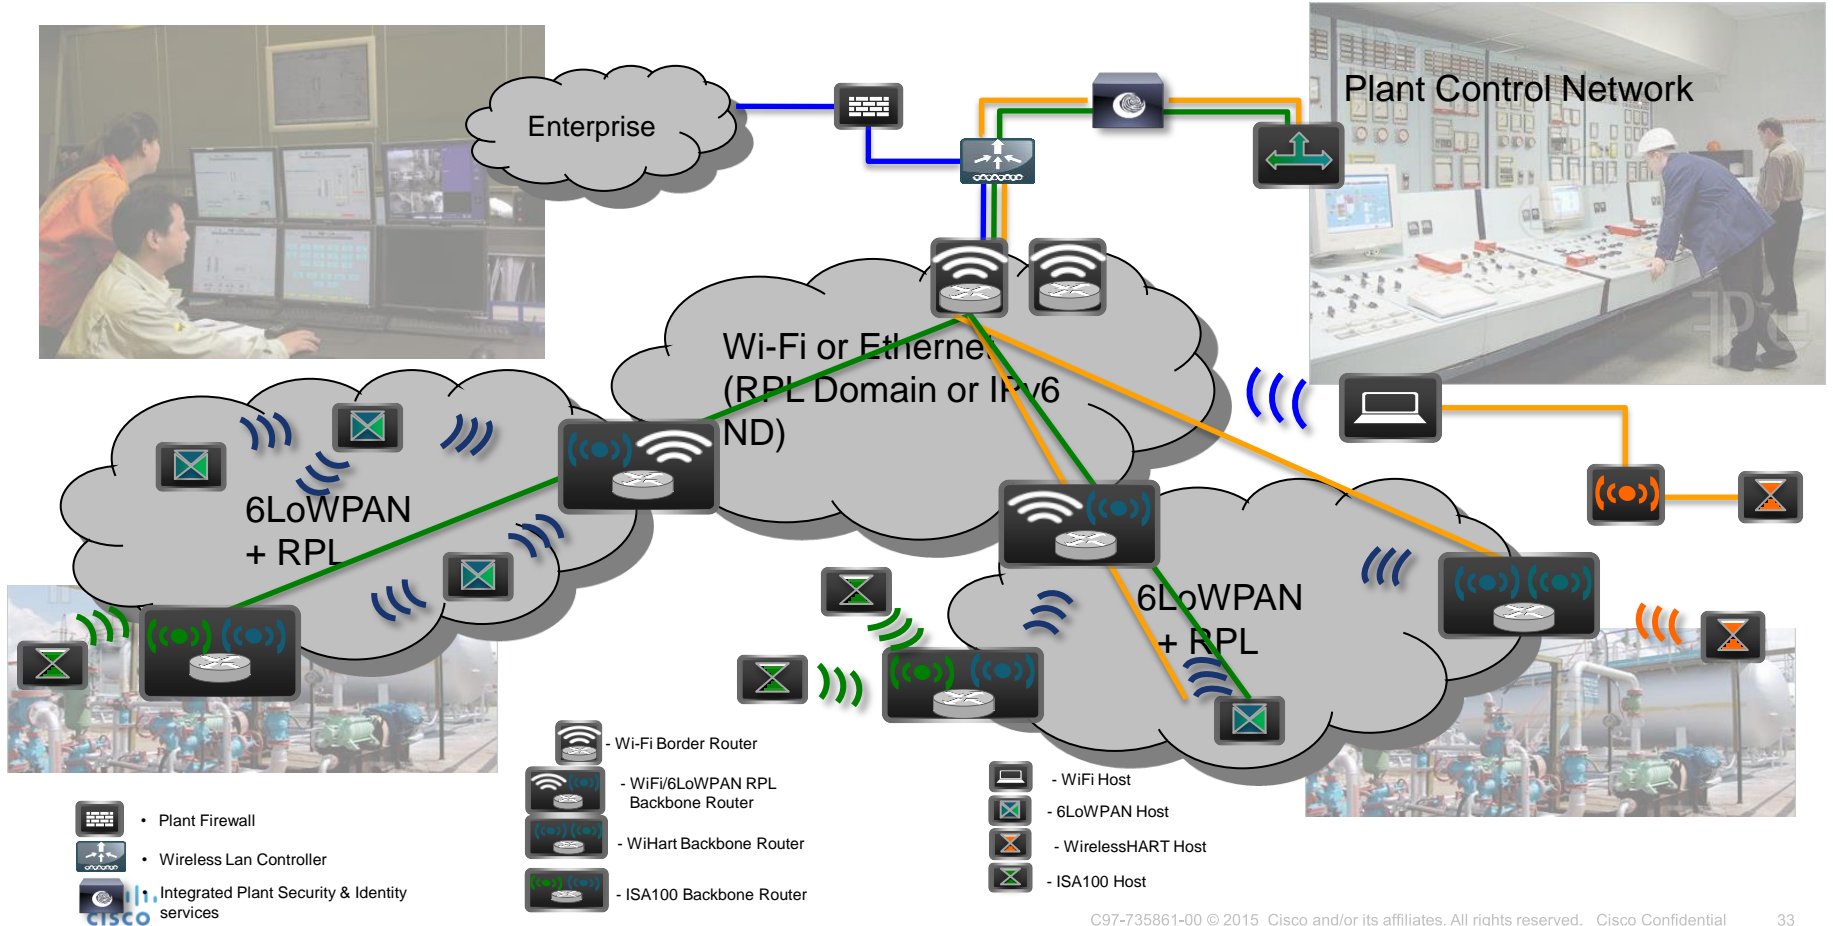 Plant Control Network
Enterprise
Wi-Fi or Ethernet
(RPL Domain or IPv6
ND)
6LoWPAN
+ RPL
6LoWPAN
+ RPL
- Wi-Fi Border Router
- WiFi/6LoWPAN RPL
Backbone Router
- WiHart Backbone Router
- ISA100 Backbone Router
- WiFi Host
- 6LoWPAN Host
- WirelessHART Host
- ISA100 Host
• Plant Firewall
• Wireless Lan Controller
• Integrated Plant Security & Identity
services
CISCO
C97-735861-00 © 2015 Cisco and/or its affiliates. All rights reserved. Cisco Confidential 33